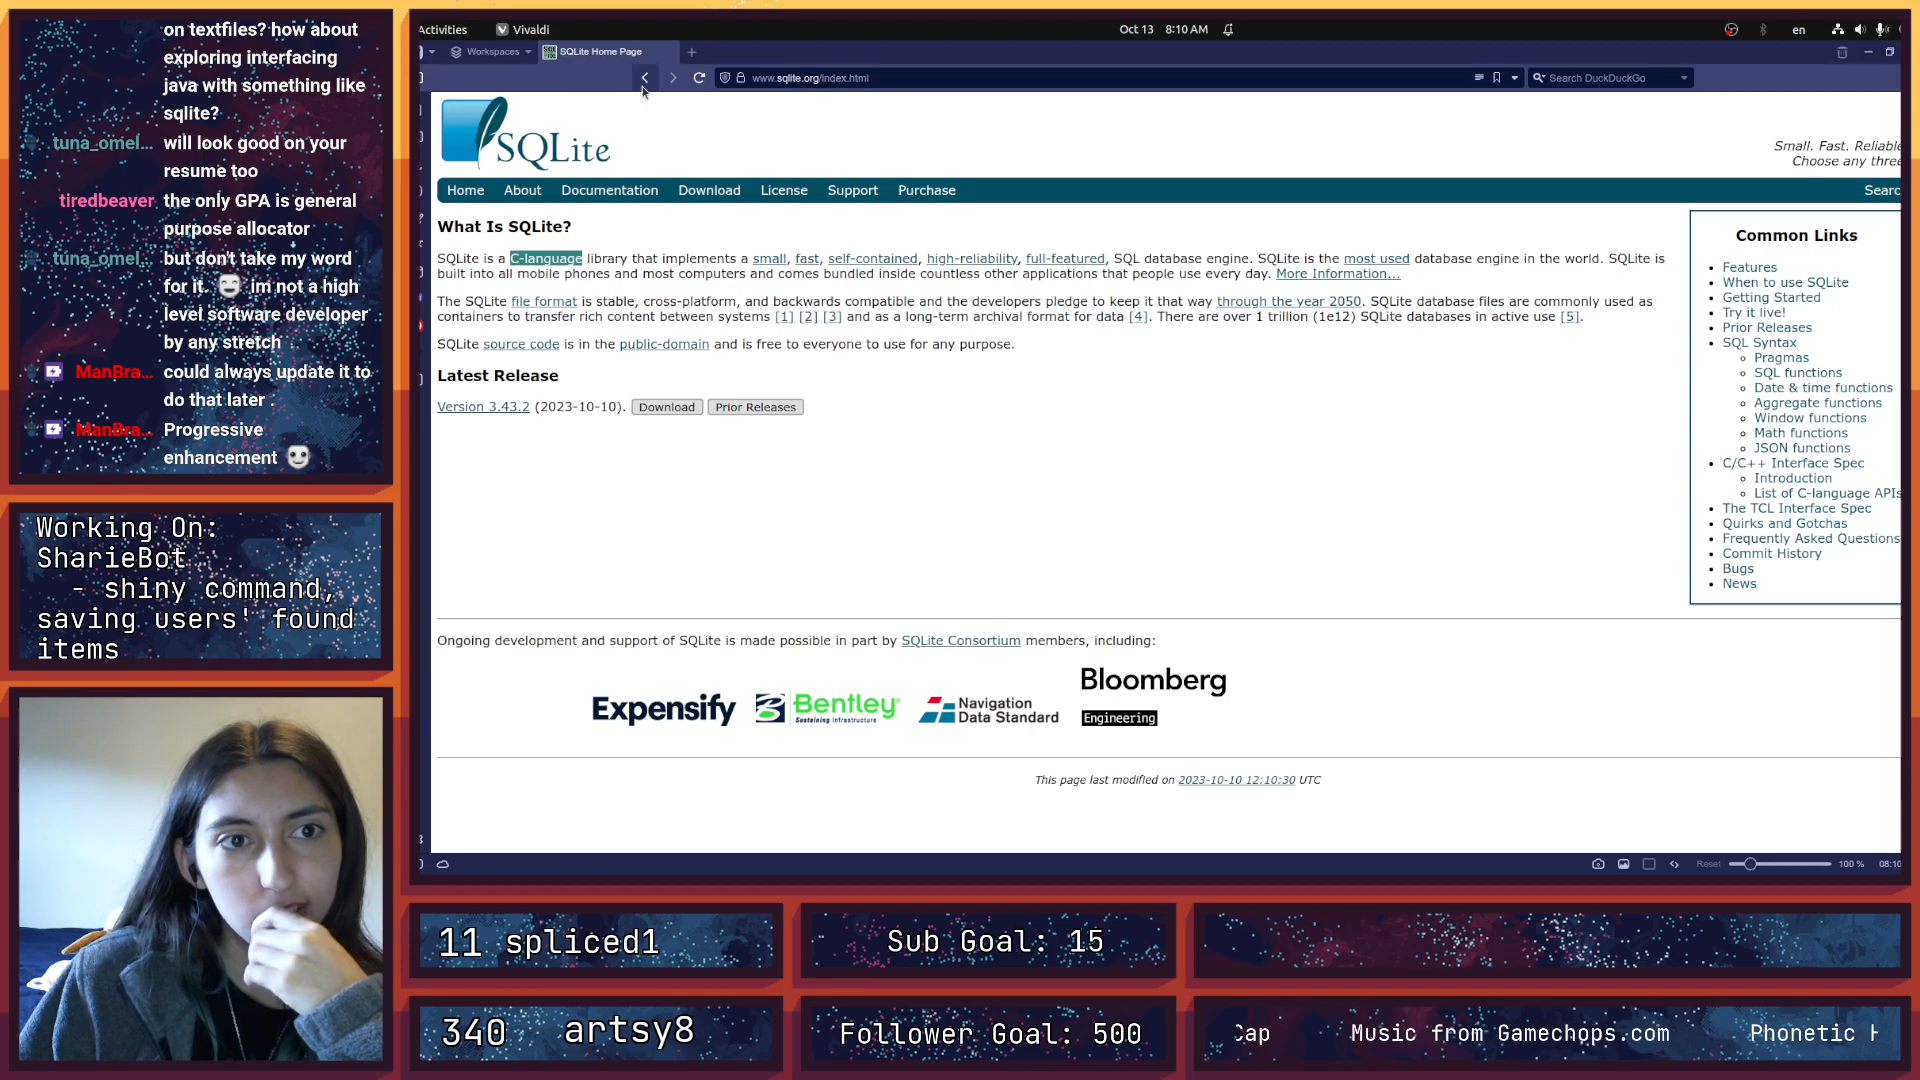 on textfiles? how about
exploring interfacing
java with something like
sqlite?
tuna_omel... will look good on your
resume too
tiredbeaver the only GPA is general
purpose allocator
tuna_omel... but don't take my word
for it. im not a high
level software developer
by any stretch
ManBra... could always update it to
do that later .
ManBra... Progressive
enhancement
Working On:
SharieBot
- shiny command,
saving users' found
items
Activities Vivaldi
Oct 13 8:10 AM
en
Workspaces
SQLite Home Page
www.sqlite.org/index.html
Search DuckDuckGo
SQLite
Small. Fast. Reliable
Choose any three
Home About Documentation Download License Support Purchase
Searc
What Is SQLite?
SQLite is a C-language library that implements a small, fast, self-contained, high-reliability, full-featured, SQL database engine. SQLite is the most used database engine in the world. SQLite is
built into all mobile phones and most computers and comes bundled inside countless other applications that people use every day. More Information...
The SQLite file format is stable, cross-platform, and backwards compatible and the developers pledge to keep it that way through the year 2050. SQLite database files are commonly used as
containers to transfer rich content between systems [1] [2] [3] and as a long-term archival format for data [4]. There are over 1 trillion (1e12) SQLite databases in active use [5].
SQLite source code is in the public-domain and is free to everyone to use for any purpose.
Latest Release
Version 3.43.2 (2023-10-10). Download Prior Releases
Common Links
Features
When to use SQLite
Getting Started
Try it live!
Prior Releases
SQL Syntax
Pragmas
SQL functions
Date & time functions
Aggregate functions
Window functions
Math functions
JSON functions
C/C++ Interface Spec
Introduction
List of C-language APIs
The TCL Interface Spec
Quirks and Gotchas
Frequently Asked Questions
Commit History
Bugs
News
Ongoing development and support of SQLite is made possible in part by SQLite Consortium members, including:
Expensify
Bentley
Sustaining Infrastructure
Navigation
Data Standard
Bloomberg
Engineering
This page last modified on 2023-10-10 12:10:30 UTC
Reset 100 % 08:10
11 spliced1
Sub Goal: 15
340 artsy8
Follower Goal: 500
Cap Music from Gamechops.com Phonetic H